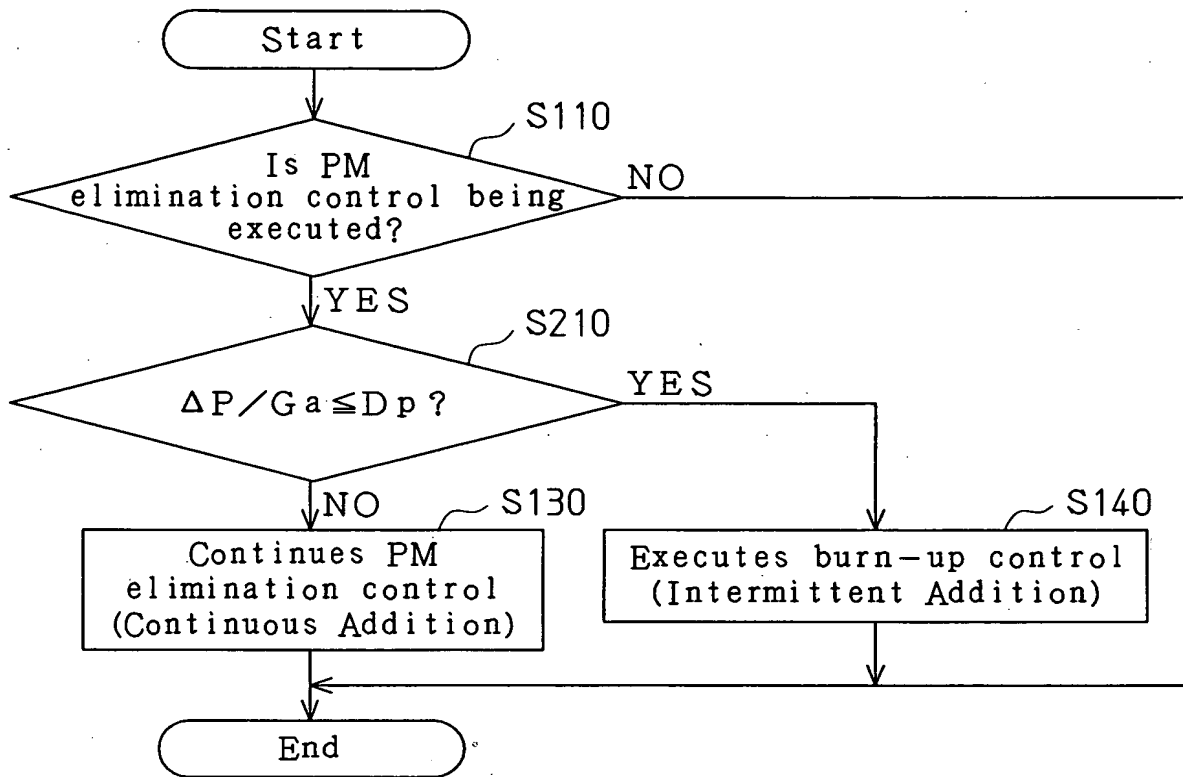 Start
S110
Is PM
elimination control being
executed?
NO
YES
S210
ΔP/Ga≦Dp?
YES
NO
S130
S140
Continues PM
elimination control
(Continuous Addition)
Executes burn-up control
(Intermittent Addition)
End